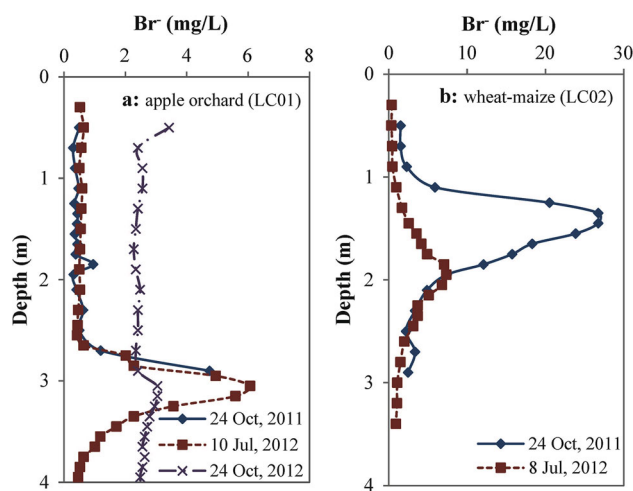 Br⁻ (mg/L)
0 2 4 6 8
0
1
2
3
4
Depth (m)
a: apple orchard (LC01)
24 Oct, 2011
10 Jul, 2012
24 Oct, 2012
Br⁻ (mg/L)
0 10 20 30
0
1
2
3
4
Depth (m)
b: wheat-maize (LC02)
24 Oct, 2011
8 Jul, 2012